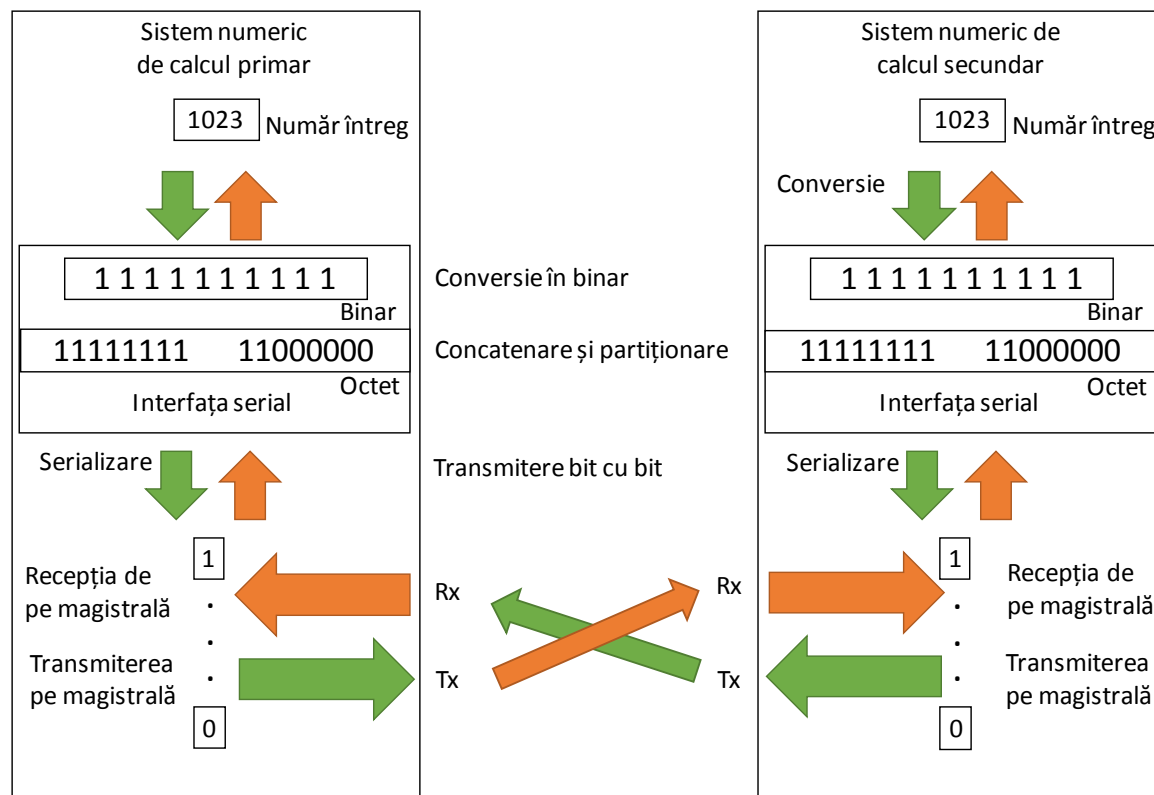 Sistem numeric
de calcul primar
1023 Număr întreg
1 1 1 1 1 1 1 1 1 1
Binar
11111111 11000000
Octet
Interfața serial
Serializare
1
Recepția de
pe magistrală
.
.
.
Transmiterea
pe magistrală
0
Conversie în binar
Concatenare și partiționare
Transmitere bit cu bit
Rx
Tx
Rx
Tx
Sistem numeric de
calcul secundar
1023 Număr întreg
Conversie
1 1 1 1 1 1 1 1 1 1
Binar
11111111 11000000
Octet
Interfața serial
Serializare
1
Recepția de
pe magistrală
.
.
.
Transmiterea
pe magistrală
0